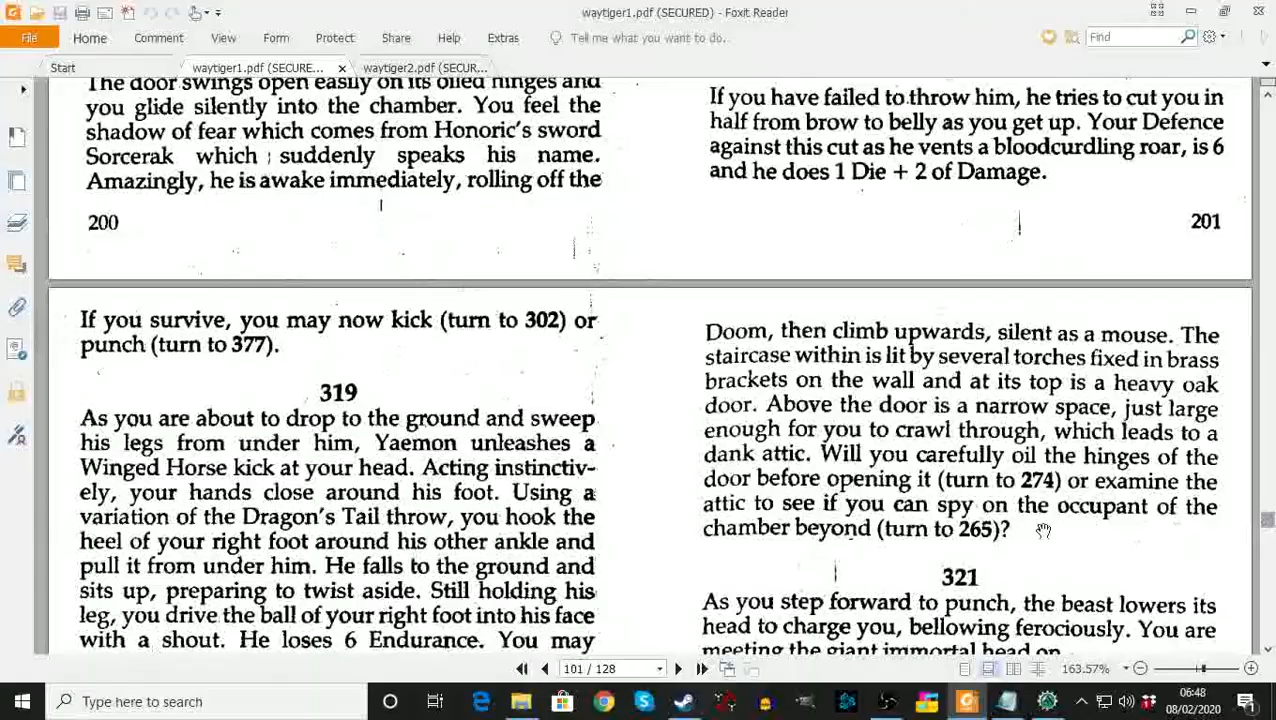 waytiger1.pdf (SECURED) - Foxit Reader
File Home Comment View Form Protect Share Help Extras Tell me what you want to do.. Find
Start waytiger1.pdf (SECURE... waytiger2.pdf (SECUR...
The door swings open easily on its oiled hinges and
you glide silently into the chamber. You feel the
shadow of fear which comes from Honoric's sword
Sorcerak which suddenly speaks his name.
Amazingly, he is awake immediately, rolling off the
200
If you have failed to throw him, he tries to cut you in
half from brow to belly as you get up. Your Defence
against this cut as he vents a bloodcurdling roar, is 6
and he does 1 Die + 2 of Damage.
201
If you survive, you may now kick (turn to 302) or
punch (turn to 377).
319
As you are about to drop to the ground and sweep
his legs from under him, Yaemon unleashes a
Winged Horse kick at your head. Acting instinctiv-
ely, your hands close around his foot. Using a
variation of the Dragon's Tail throw, you hook the
heel of your right foot around his other ankle and
pull it from under him. He falls to the ground and
sits up, preparing to twist aside. Still holding his
leg, you drive the ball of your right foot into his face
with a shout. He loses 6 Endurance. You may
Doom, then climb upwards, silent as a mouse. The
staircase within is lit by several torches fixed in brass
brackets on the wall and at its top is a heavy oak
door. Above the door is a narrow space, just large
enough for you to crawl through, which leads to a
dank attic. Will you carefully oil the hinges of the
door before opening it (turn to 274) or examine the
attic to see if you can spy on the occupant of the
chamber beyond (turn to 265)?
321
As you step forward to punch, the beast lowers its
head to charge you, bellowing ferociously. You are
meeting the giant immortal head on
101 / 128 163.57%
Type here to search
06:48
08/02/2020